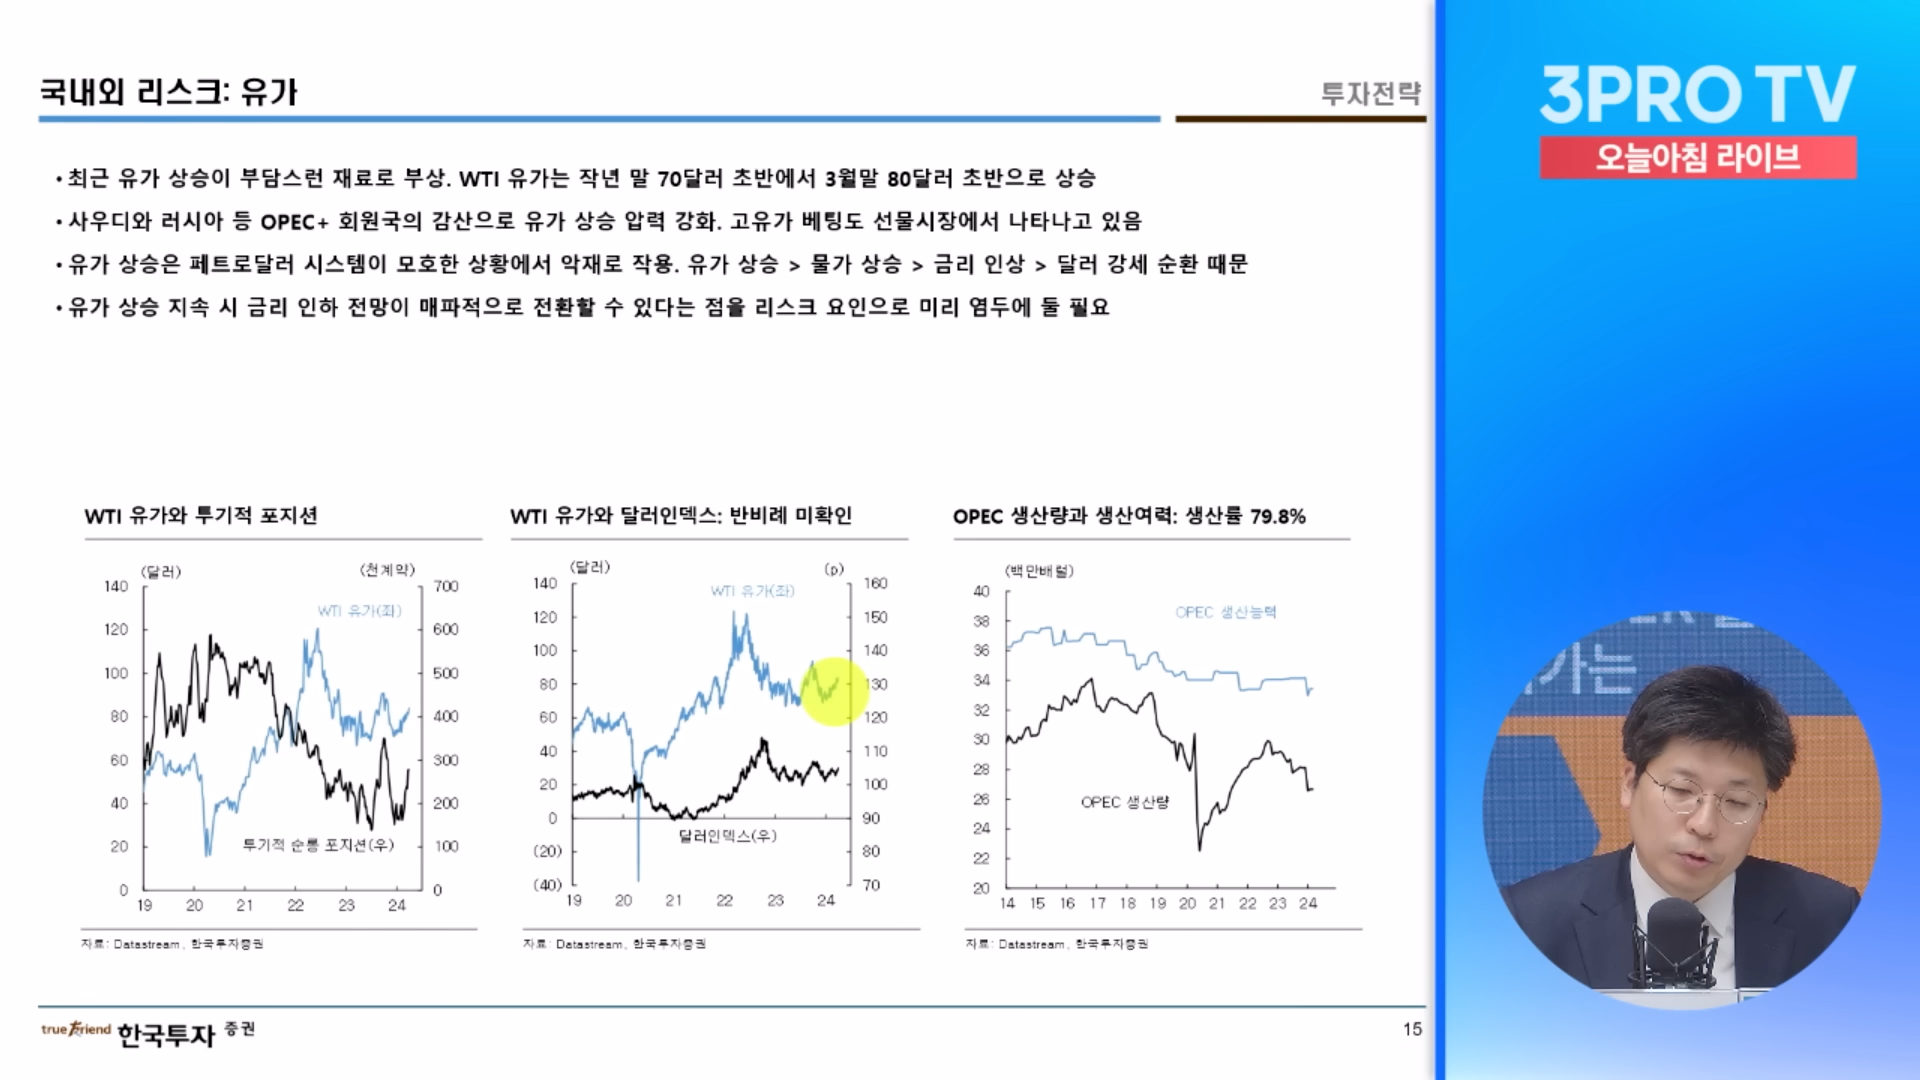 국내외 리스크: 유가
투자전략
3PRO TV
오늘아침 라이브
• 최근 유가 상승이 부담스런 재료로 부상. WTI 유가는 작년 말 70달러 초반에서 3월말 80달러 초반으로 상승
• 사우디와 러시아 등 OPEC+ 회원국의 감산으로 유가 상승 압력 강화. 고유가 베팅도 선물시장에서 나타나고 있음
• 유가 상승은 페트로달러 시스템이 모호한 상황에서 악재로 작용. 유가 상승 > 물가 상승 > 금리 인상 > 달러 강세 순환 때문
• 유가 상승 지속 시 금리 인하 전망이 매파적으로 전환할 수 있다는 점을 리스크 요인으로 미리 염두에 둘 필요
WTI 유가와 투기적 포지션
(달러)
(천계약)
140
120
100
80
60
40
20
0
700
600
500
400
300
200
100
0
WTI 유가(좌)
투기적 순롱 포지션(우)
19 20 21 22 23 24
자료: Datastream, 한국투자증권
WTI 유가와 달러인덱스: 반비례 미확인
(달러)
(p)
140
120
100
80
60
40
20
0
(20)
(40)
160
150
140
130
120
110
100
90
80
70
WTI 유가(좌)
달러인덱스(우)
19 20 21 22 23 24
자료: Datastream, 한국투자증권
OPEC 생산량과 생산여력: 생산률 79.8%
(백만배럴)
40
38
36
34
32
30
28
26
24
22
20
OPEC 생산능력
OPEC 생산량
14 15 16 17 18 19 20 21 22 23 24
자료: Datastream, 한국투자증권
가는
true friend 한국투자 증권
15